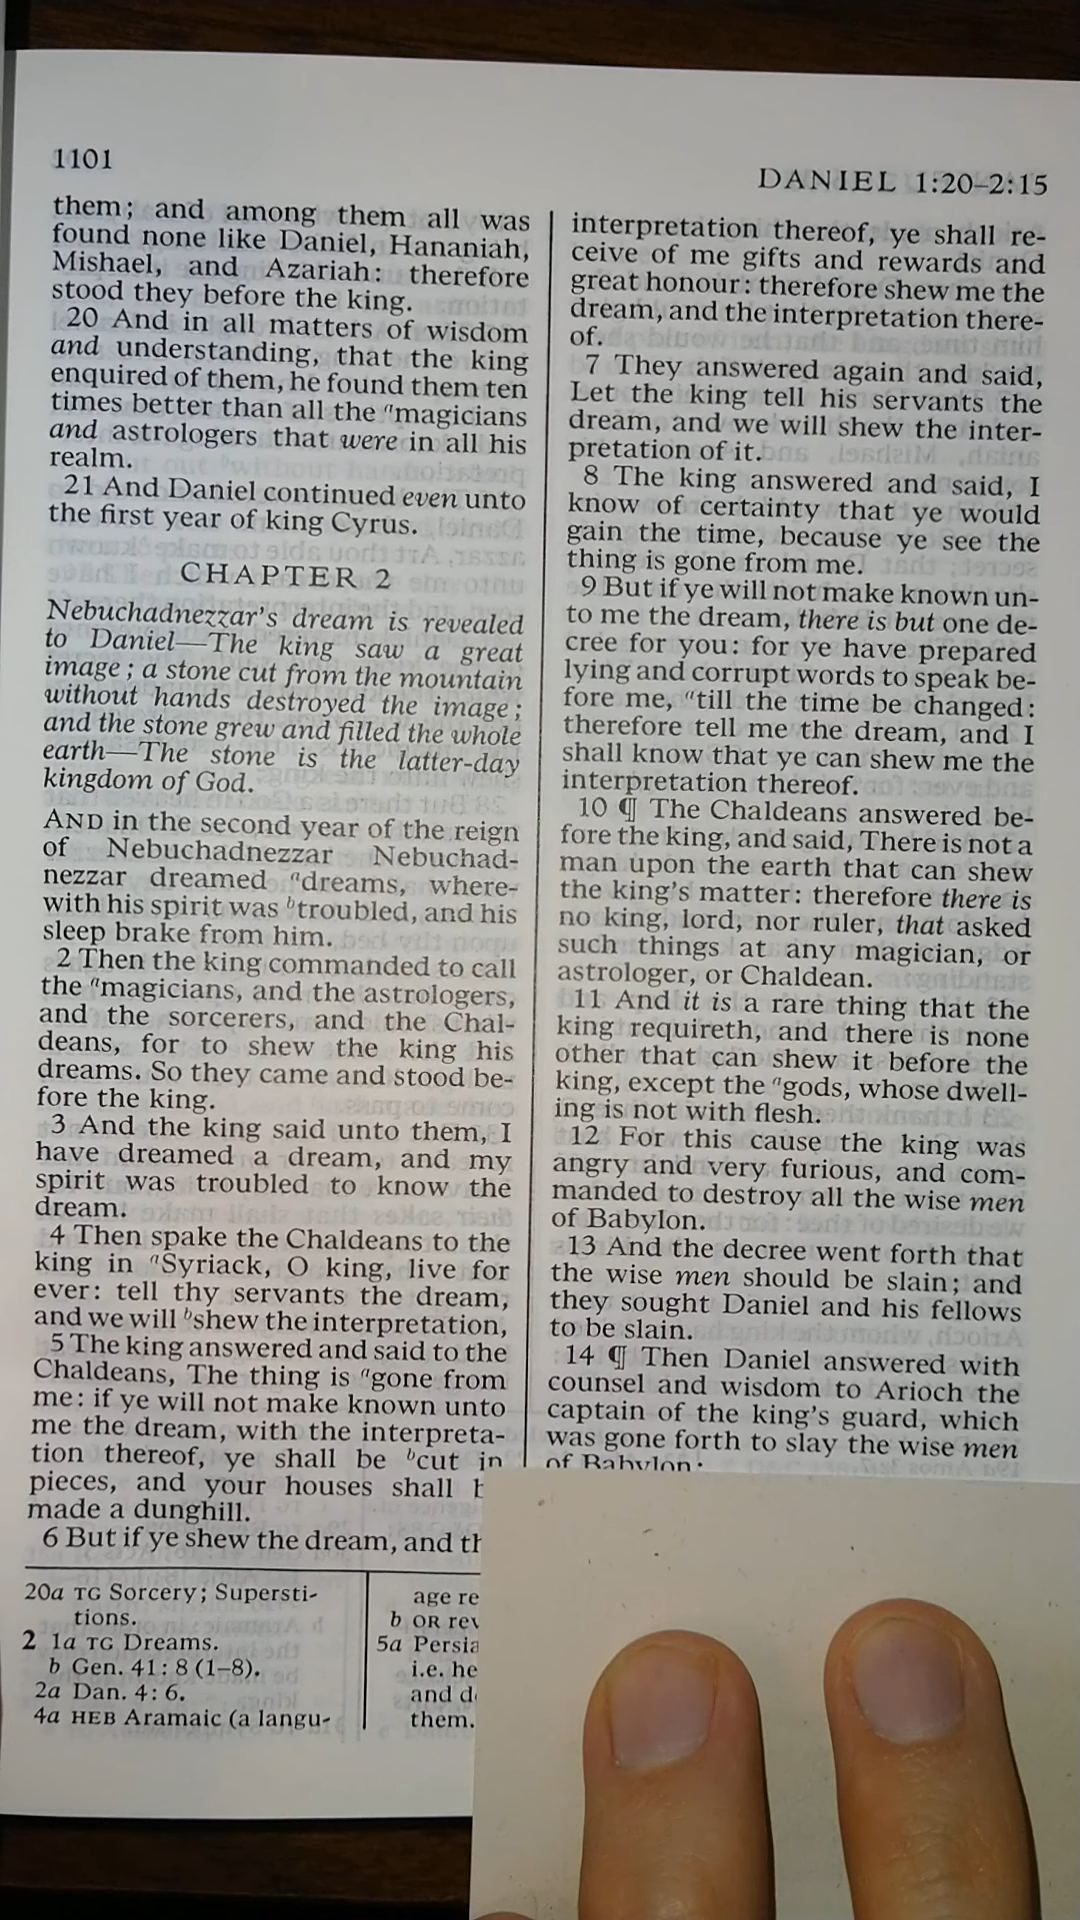 1101
DANIEL 1:20–2:15
them; and among them all was
found none like Daniel, Hananiah,
Mishael, and Azariah: therefore
stood they before the king.
20 And in all matters of wisdom
and understanding, that the king
enquired of them, he found them ten
times better than all the amagicians
and astrologers that were in all his
realm.
21 And Daniel continued even unto
the first year of king Cyrus.
CHAPTER 2
Nebuchadnezzar's dream is revealed
to Daniel—The king saw a great
image; a stone cut from the mountain
without hands destroyed the image;
and the stone grew and filled the whole
earth—The stone is the latter-day
kingdom of God.
AND in the second year of the reign
of Nebuchadnezzar Nebuchad-
nezzar dreamed adreams, where-
with his spirit was btroubled, and his
sleep brake from him.
2 Then the king commanded to call
the amagicians, and the astrologers,
and the sorcerers, and the Chal-
deans, for to shew the king his
dreams. So they came and stood be-
fore the king.
3 And the king said unto them, I
have dreamed a dream, and my
spirit was troubled to know the
dream.
4 Then spake the Chaldeans to the
king in aSyriack, O king, live for
ever: tell thy servants the dream,
and we will bshew the interpretation,
5 The king answered and said to the
Chaldeans, The thing is agone from
me: if ye will not make known unto
me the dream, with the interpreta-
tion thereof, ye shall be bcut in
pieces, and your houses shall b
made a dunghill.
6 But if ye shew the dream, and th
interpretation thereof, ye shall re-
ceive of me gifts and rewards and
great honour: therefore shew me the
dream, and the interpretation there-
of.
7 They answered again and said,
Let the king tell his servants the
dream, and we will shew the inter-
pretation of it.
8 The king answered and said, I
know of certainty that ye would
gain the time, because ye see the
thing is gone from me.
9 But if ye will not make known un-
to me the dream, there is but one de-
cree for you: for ye have prepared
lying and corrupt words to speak be-
fore me, atill the time be changed:
therefore tell me the dream, and I
shall know that ye can shew me the
interpretation thereof.
10 ¶ The Chaldeans answered be-
fore the king, and said, There is not a
man upon the earth that can shew
the king's matter: therefore there is
no king, lord, nor ruler, that asked
such things at any magician, or
astrologer, or Chaldean.
11 And it is a rare thing that the
king requireth, and there is none
other that can shew it before the
king, except the agods, whose dwell-
ing is not with flesh.
12 For this cause the king was
angry and very furious, and com-
manded to destroy all the wise men
of Babylon.
13 And the decree went forth that
the wise men should be slain; and
they sought Daniel and his fellows
to be slain.
14 ¶ Then Daniel answered with
counsel and wisdom to Arioch the
captain of the king's guard, which
was gone forth to slay the wise men
of Babylon:
20a TG Sorcery; Supersti-
tions.
2 1a TG Dreams.
b Gen. 41:8 (1–8).
2a Dan. 4:6.
4a HEB Aramaic (a langu-
age re
b OR rev
5a Persia
i.e. he
and d
them.